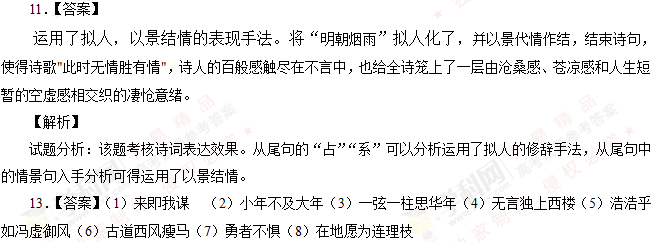 11.【答案】
运用了拟人，以景结情的表现手法。将“明朝烟雨”拟人化了，并以景代情作结，结束诗句，
使得诗歌"此时无情胜有情"，诗人的百般感触尽在不言中，也给全诗笼上了一层由沧桑感、苍凉感和人生短
暂的空虚感相交织的凄怆意绪。
【解析】
试题分析：该题考核诗词表达效果。从尾句的“占”“系”可以分析运用了拟人的修辞手法，从尾句中
的情景句入手分析可得运用了以景结情。
13.【答案】（1）来即我谋 （2）小年不及大年（3）一弦一柱思华年（4）无言独上西楼（5）浩浩乎
如冯虚御风（6）古道西风瘦马（7）勇者不惧（8）在地愿为连理枝